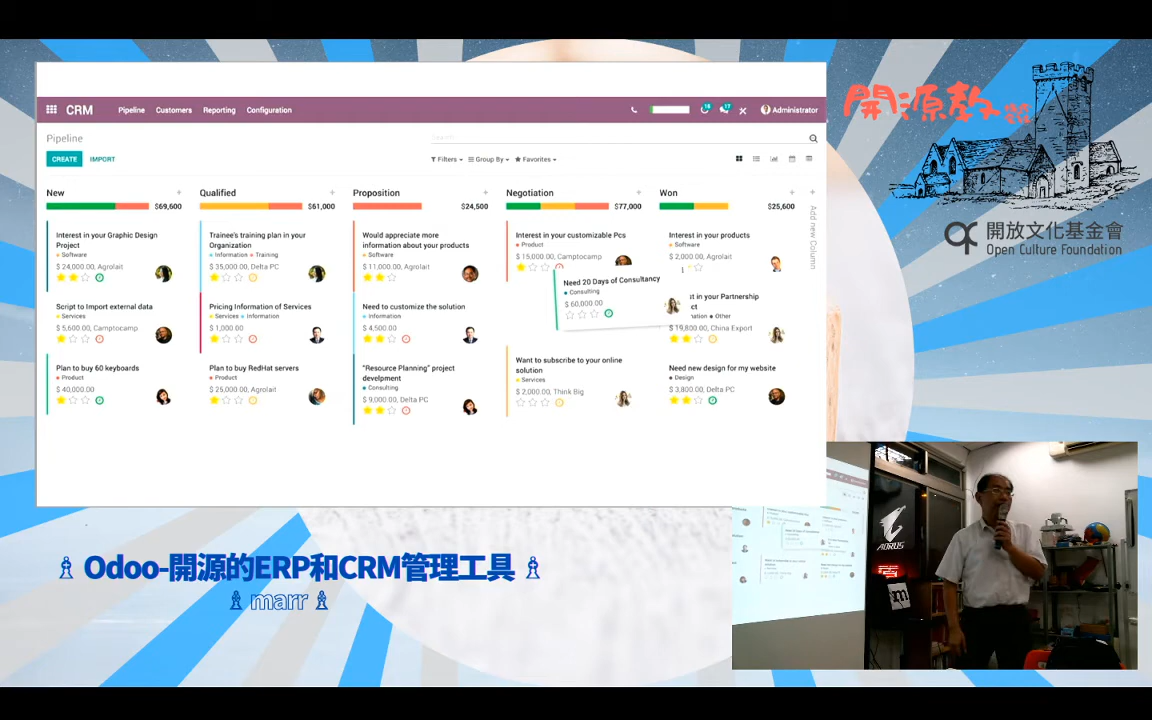 CRM Pipeline Customers Reporting Configuration
16 17 Administrator
Pipeline
Search...
CREATE IMPORT
Filters Group By Favorites
New
$69,600
Interest in your Graphic Design
Project
Software
$ 24,000.00, Agrolait
Script to Import external data
Services
$ 5,600.00, Camptocamp
Plan to buy 60 keyboards
Product
$ 40,000.00
Qualified
$61,000
Trainee's training plan in your
Organization
Information Training
$ 35,000.00, Delta PC
Pricing Information of Services
Services Information
$ 1,000.00
Plan to buy RedHat servers
Product
$ 25,000.00, Agrolait
Proposition
$24,500
Would appreciate more
information about your products
Software
$ 11,000.00, Agrolait
Need to customize the solution
Information
$ 4,500.00
"Resource Planning" project
develpment
Consulting
$ 9,000.00, Delta PC
Negotiation
$77,000
Interest in your customizable Pcs
Product
$ 15,000.00, Camptocamp
Need 20 Days of Consultancy
Consulting
$ 60,000.00
Want to subscribe to your online
solution
Services
$ 2,000.00, Think Big
Won
$25,600
Interest in your products
Software
$ 2,000.00, Agrolait
st in your Partnership
ct
mation Other
$ 19,800.00, China Export
Need new design for my website
Design
$ 3,800.00, Delta PC
Add new Column
開源教
開放文化基金會
Open Culture Foundation
AORUS
m
Odoo-開源的ERP和CRM管理工具
marr